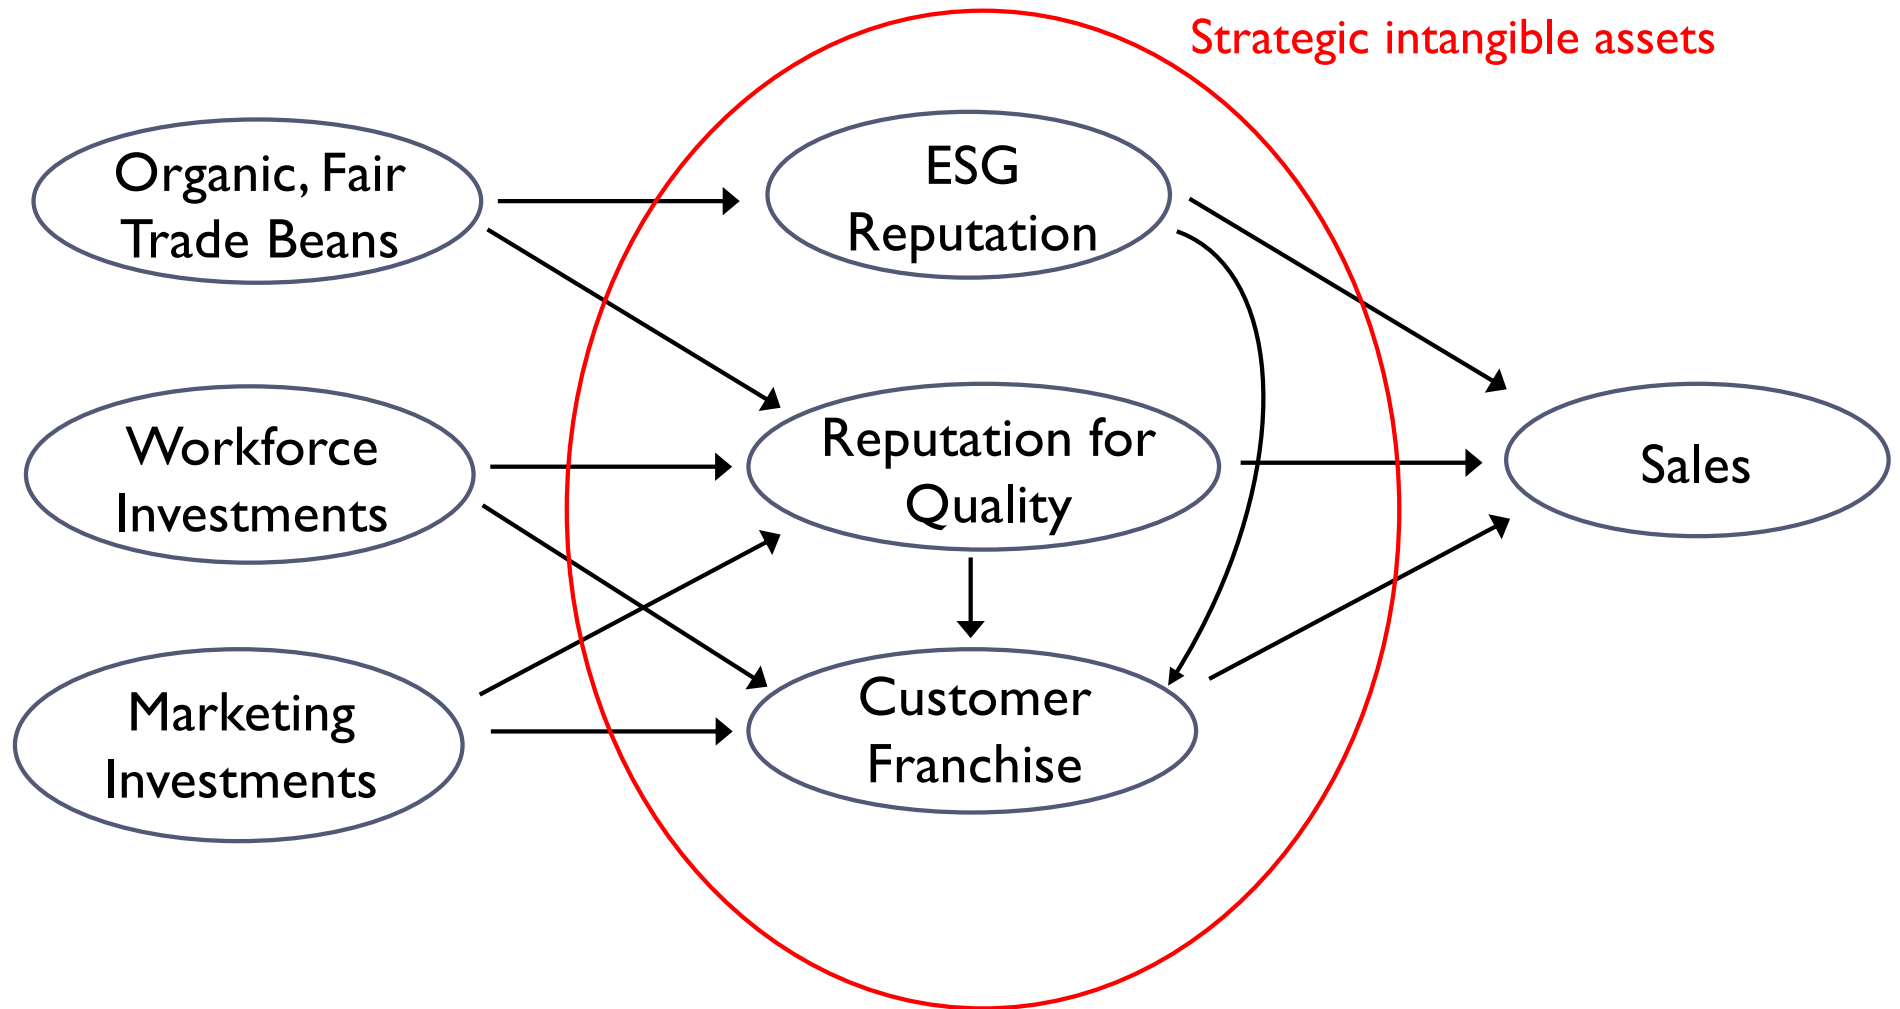 Strategic intangible assets
Organic, Fair
Trade Beans
ESG
Reputation
Workforce
Investments
Reputation for
Quality
Sales
Marketing
Investments
Customer
Franchise